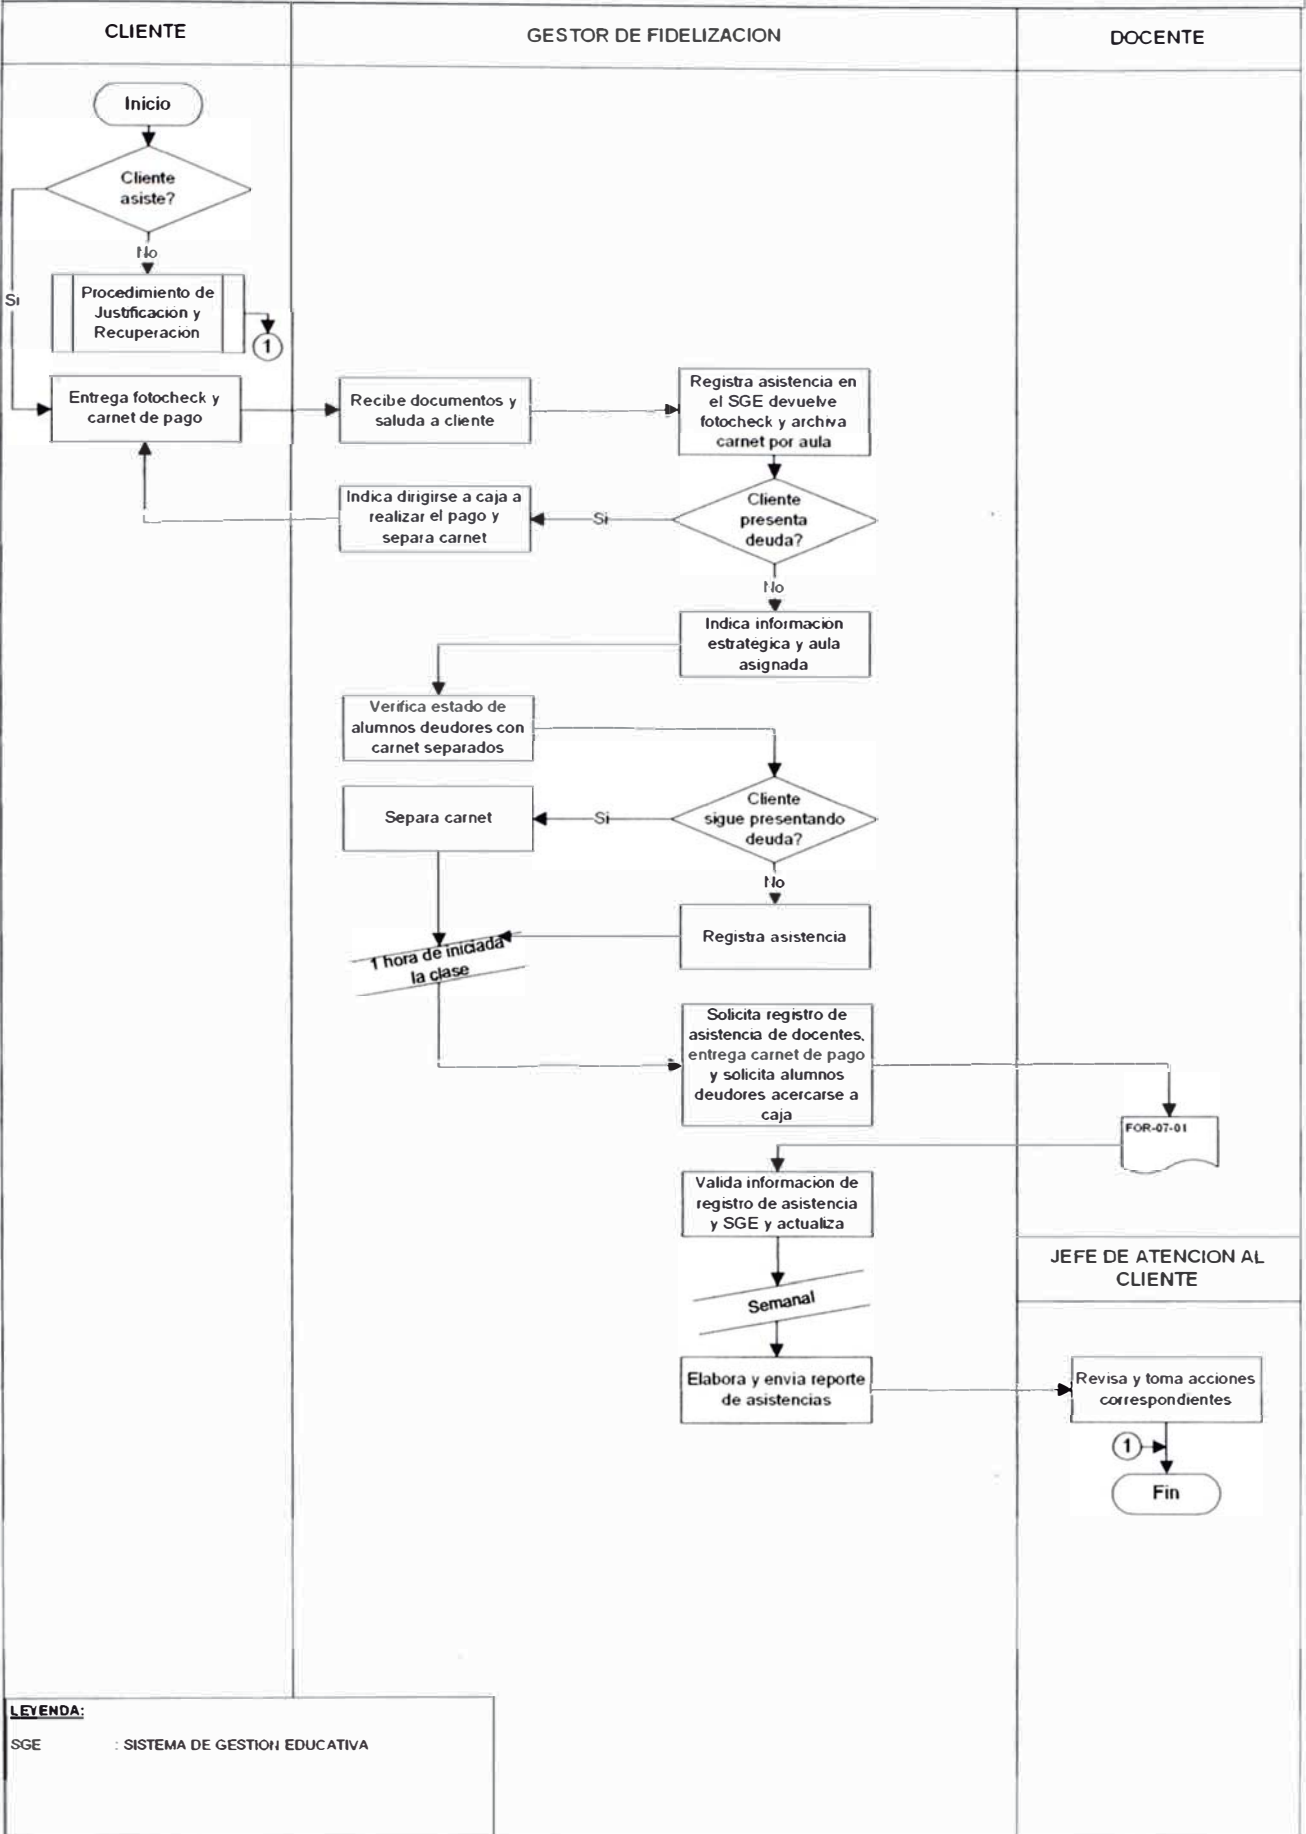 CLIENTE
GESTOR DE FIDELIZACION
DOCENTE
Inicio
Cliente
asiste?
No
Si
Procedimiento de
Justificación y
Recuperación
1
Entrega fotocheck y
carnet de pago
Recibe documentos y
saluda a cliente
Registra asistencia en
el SGE devuelve
fotocheck y archiva
carnet por aula
Cliente
presenta
deuda?
Si
Indica dirigirse a caja a
realizar el pago y
separa carnet
No
Indica información
estratégica y aula
asignada
Verifica estado de
alumnos deudores con
carnet separados
Cliente
sigue presentando
deuda?
Si
Separa carnet
No
Registra asistencia
1 hora de iniciada
la clase
Solicita registro de
asistencia de docentes,
entrega carnet de pago
y solicita alumnos
deudores acercarse a
caja
FOR-07-01
Valida información de
registro de asistencia
y SGE y actualiza
JEFE DE ATENCION AL
CLIENTE
Semanal
Elabora y envia reporte
de asistencias
Revisa y toma acciones
correspondientes
1
Fin
LEYENDA:
SGE : SISTEMA DE GESTION EDUCATIVA